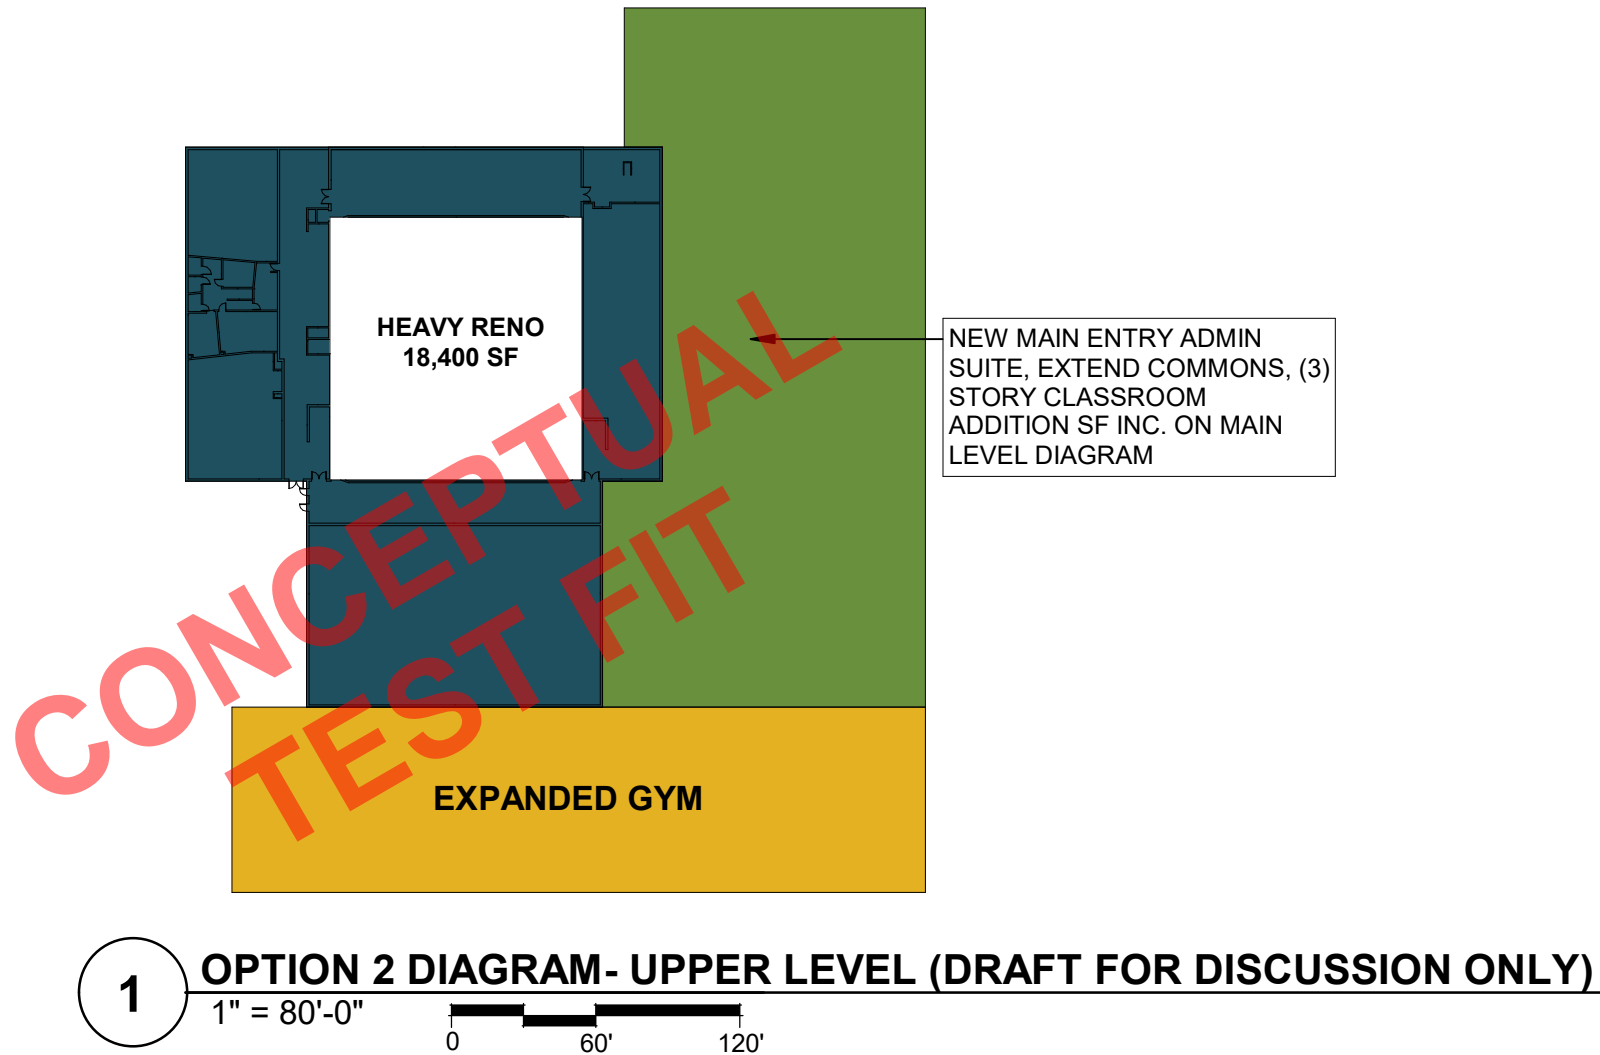 HEAVY RENO
18,400 SF
NEW MAIN ENTRY ADMIN
SUITE, EXTEND COMMONS, (3)
STORY CLASSROOM
ADDITION SF INC. ON MAIN
LEVEL DIAGRAM
CONCEPTUAL
TEST FIT
EXPANDED GYM
1
OPTION 2 DIAGRAM- UPPER LEVEL (DRAFT FOR DISCUSSION ONLY)
1" = 80'-0"
0 60' 120'